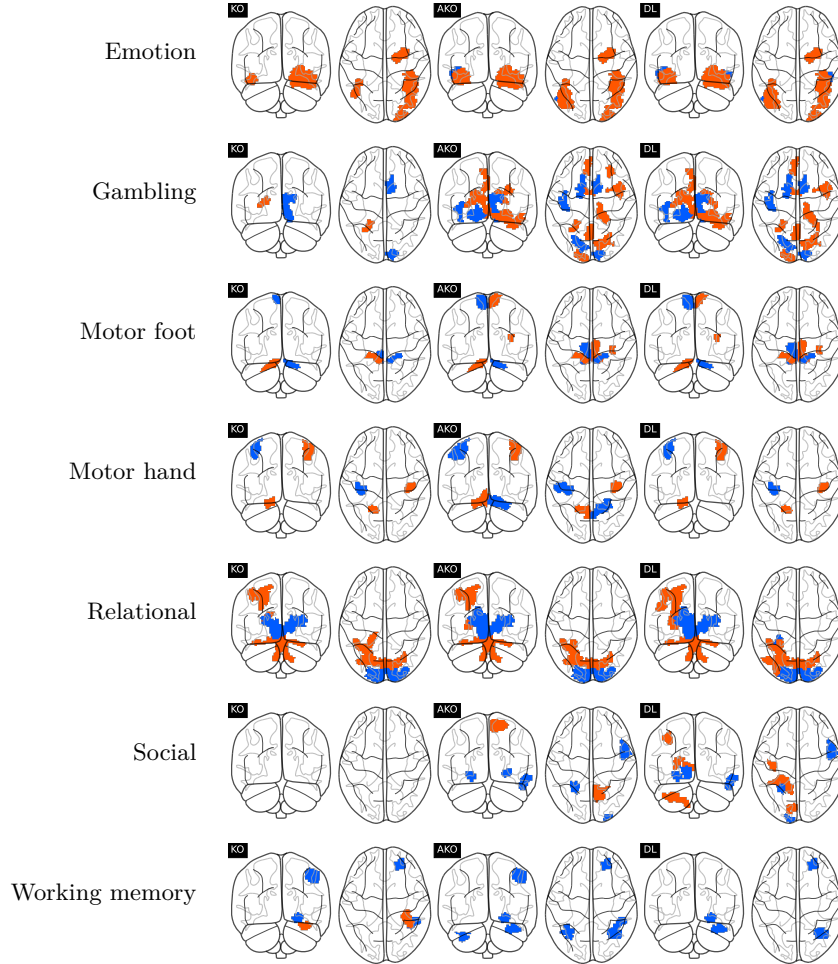 Emotion KO AKO DL
Gambling KO AKO DL
Motor foot KO AKO DL
Motor hand KO AKO DL
Relational KO AKO DL
Social KO AKO DL
Working memory KO AKO DL